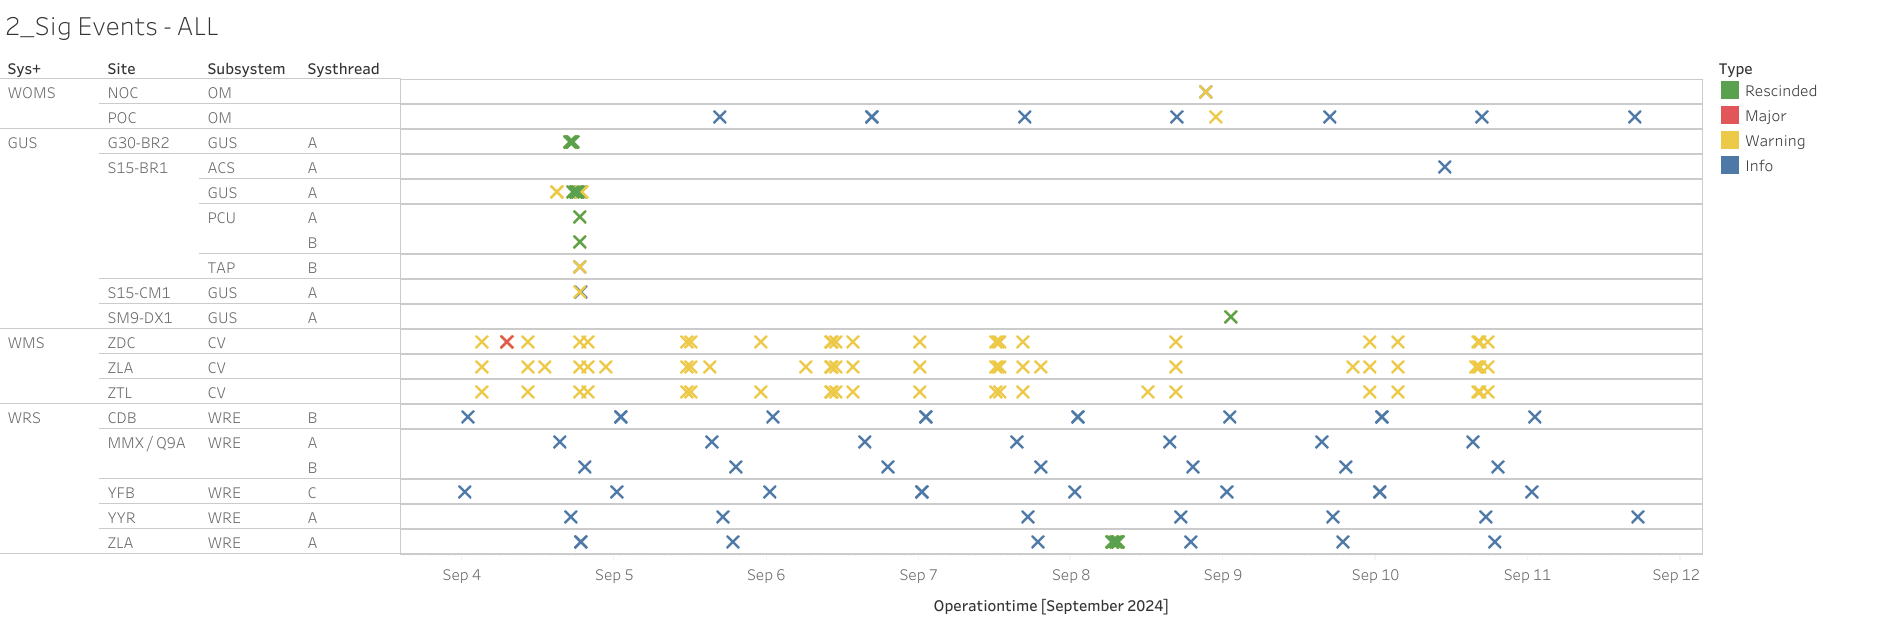 2_Sig Events - ALL
Sys+ Site Subsystem Systhread
Type
WOMS NOC OM
Rescinded
POC OM
Major
GUS G30-BR2 GUS A
Warning
S15-BR1 ACS A
Info
GUS A
PCU A
B
TAP B
S15-CM1 GUS A
SM9-DX1 GUS A
WMS ZDC CV
ZLA CV
ZTL CV
WRS CDB WRE B
MMX / Q9A WRE A
B
YFB WRE C
YYR WRE A
ZLA WRE A
Sep 4 Sep 5 Sep 6 Sep 7 Sep 8 Sep 9 Sep 10 Sep 11 Sep 12
Operationtime [September 2024]